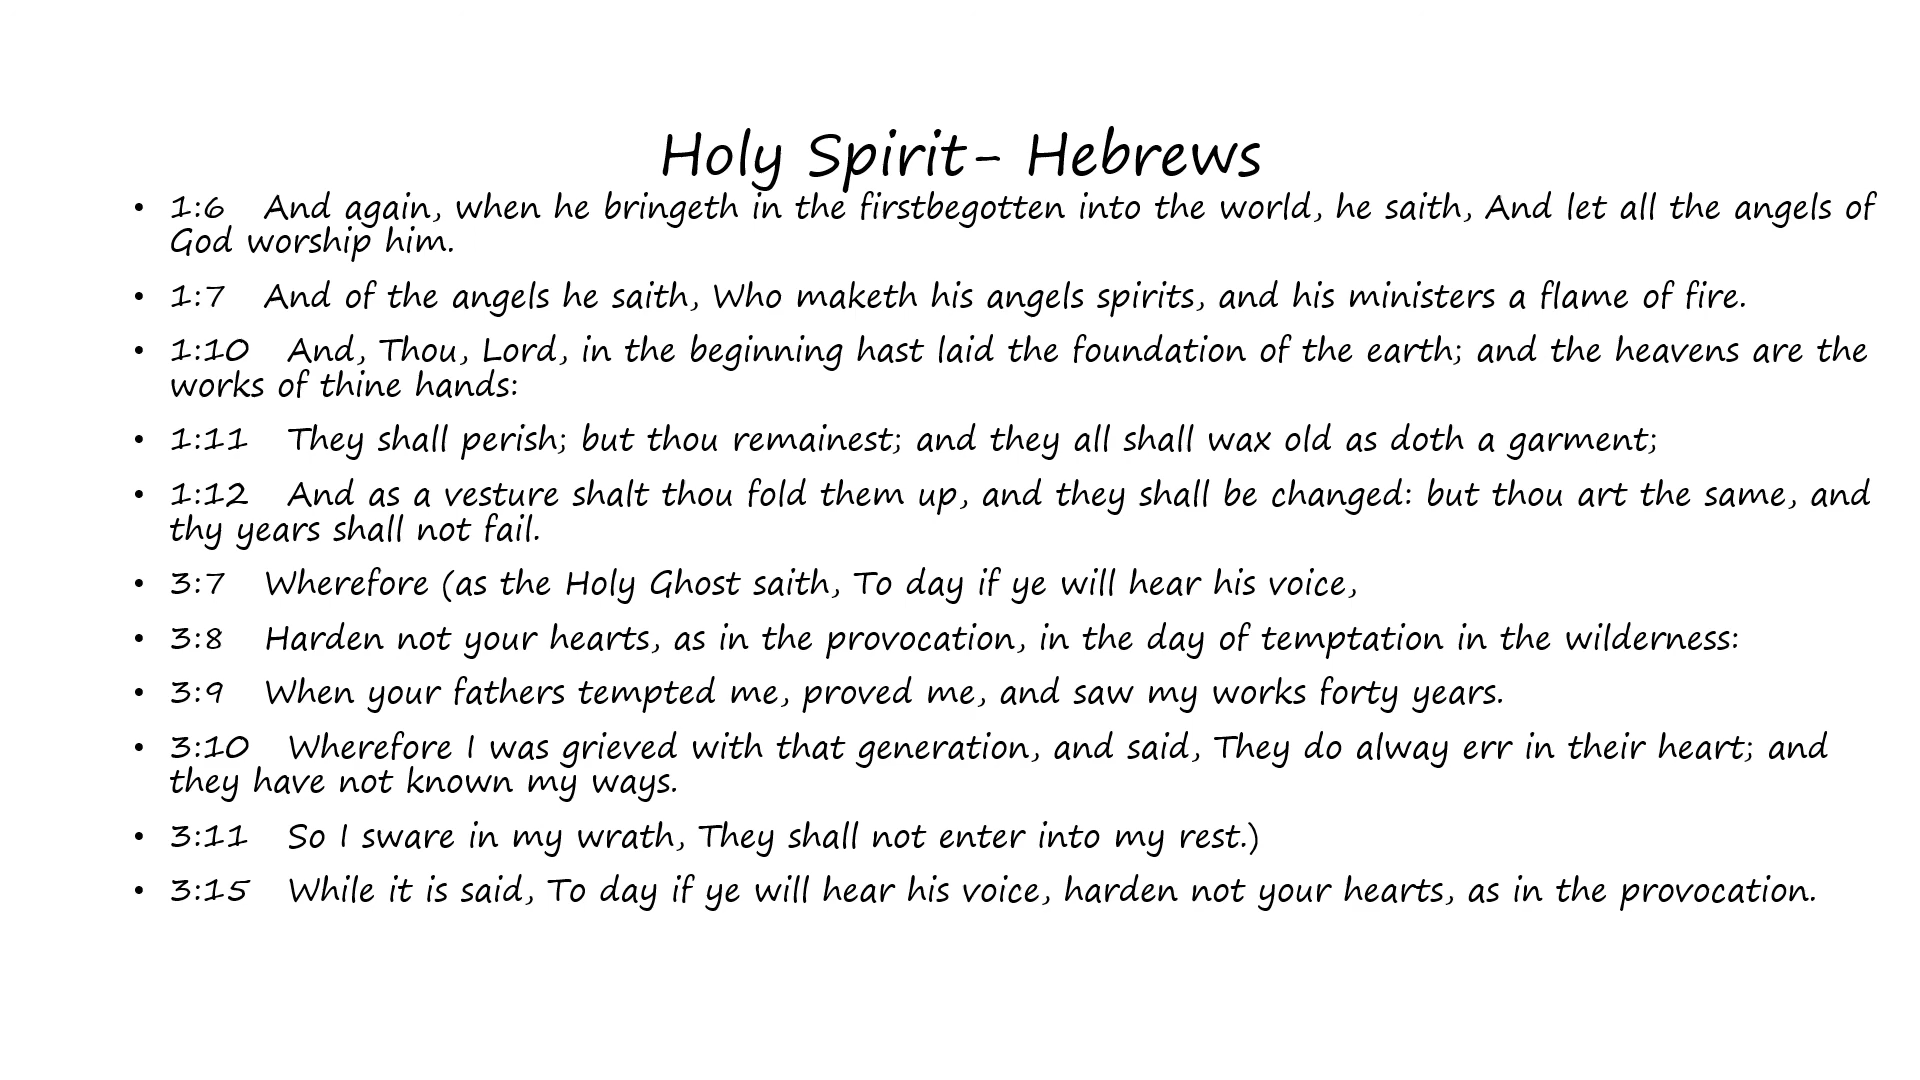 Holy Spirit- Hebrews
• 1:6 And again, when he bringeth in the firstbegotten into the world, he saith, And let all the angels of
God worship him.
• 1:7 And of the angels he saith, Who maketh his angels spirits, and his ministers a flame of fire.
• 1:10 And, Thou, Lord, in the beginning hast laid the foundation of the earth; and the heavens are the
works of thine hands:
• 1:11 They shall perish; but thou remainest; and they all shall wax old as doth a garment;
• 1:12 And as a vesture shalt thou fold them up, and they shall be changed: but thou art the same, and
thy years shall not fail.
• 3:7 Wherefore (as the Holy Ghost saith, To day if ye will hear his voice,
• 3:8 Harden not your hearts, as in the provocation, in the day of temptation in the wilderness:
• 3:9 When your fathers tempted me, proved me, and saw my works forty years.
• 3:10 Wherefore I was grieved with that generation, and said, They do alway err in their heart; and
they have not known my ways.
• 3:11 So I sware in my wrath, They shall not enter into my rest.)
• 3:15 While it is said, To day if ye will hear his voice, harden not your hearts, as in the provocation.